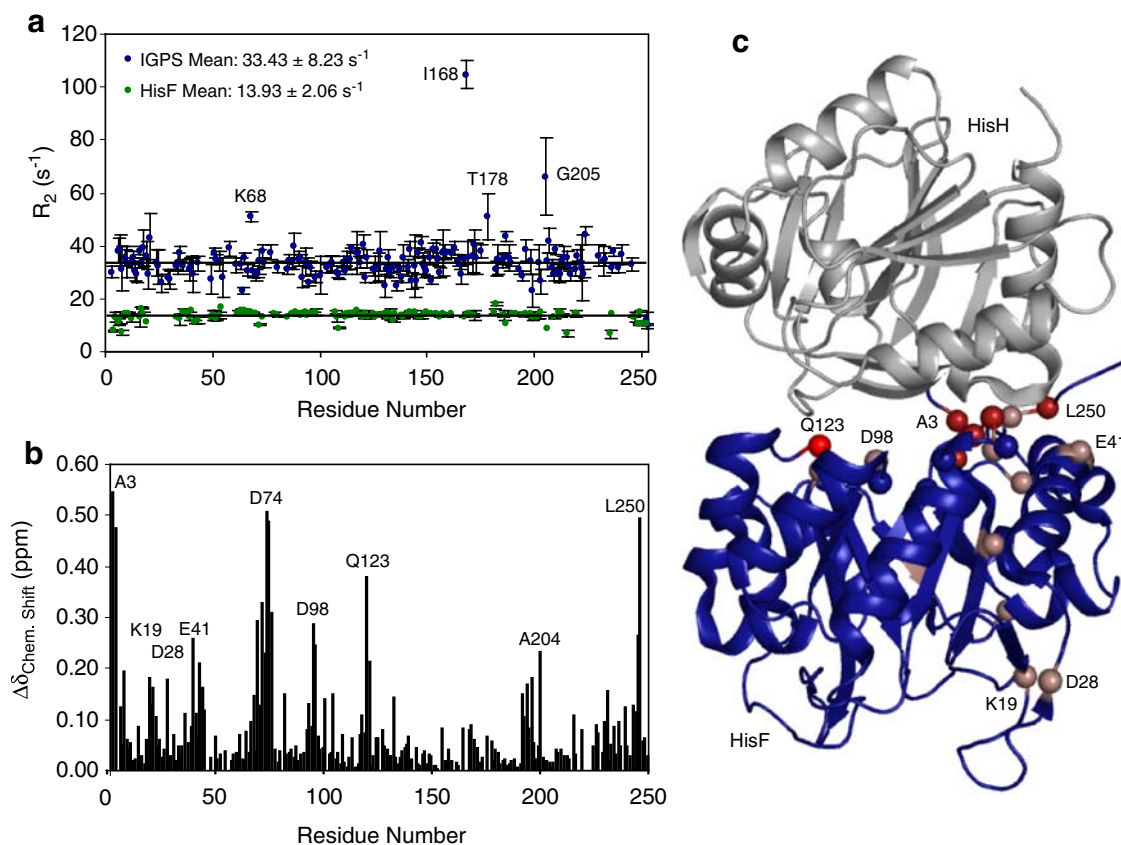 a
120
100
80
60
40
20
0
R2 (s-1)
IGPS Mean: 33.43 ± 8.23 s-1
HisF Mean: 13.93 ± 2.06 s-1
I168
K68
T178
G205
0
50
100
150
200
250
Residue Number
b
0.60
0.50
0.40
0.30
0.20
0.10
0.00
ΔδChem. Shift (ppm)
A3
D74
L250
Q123
D98
K19
E41
D28
A204
50
100
150
200
250
Residue Number
c
HisH
A3
L250
Q123
D98
E41
K19
D28
HisF